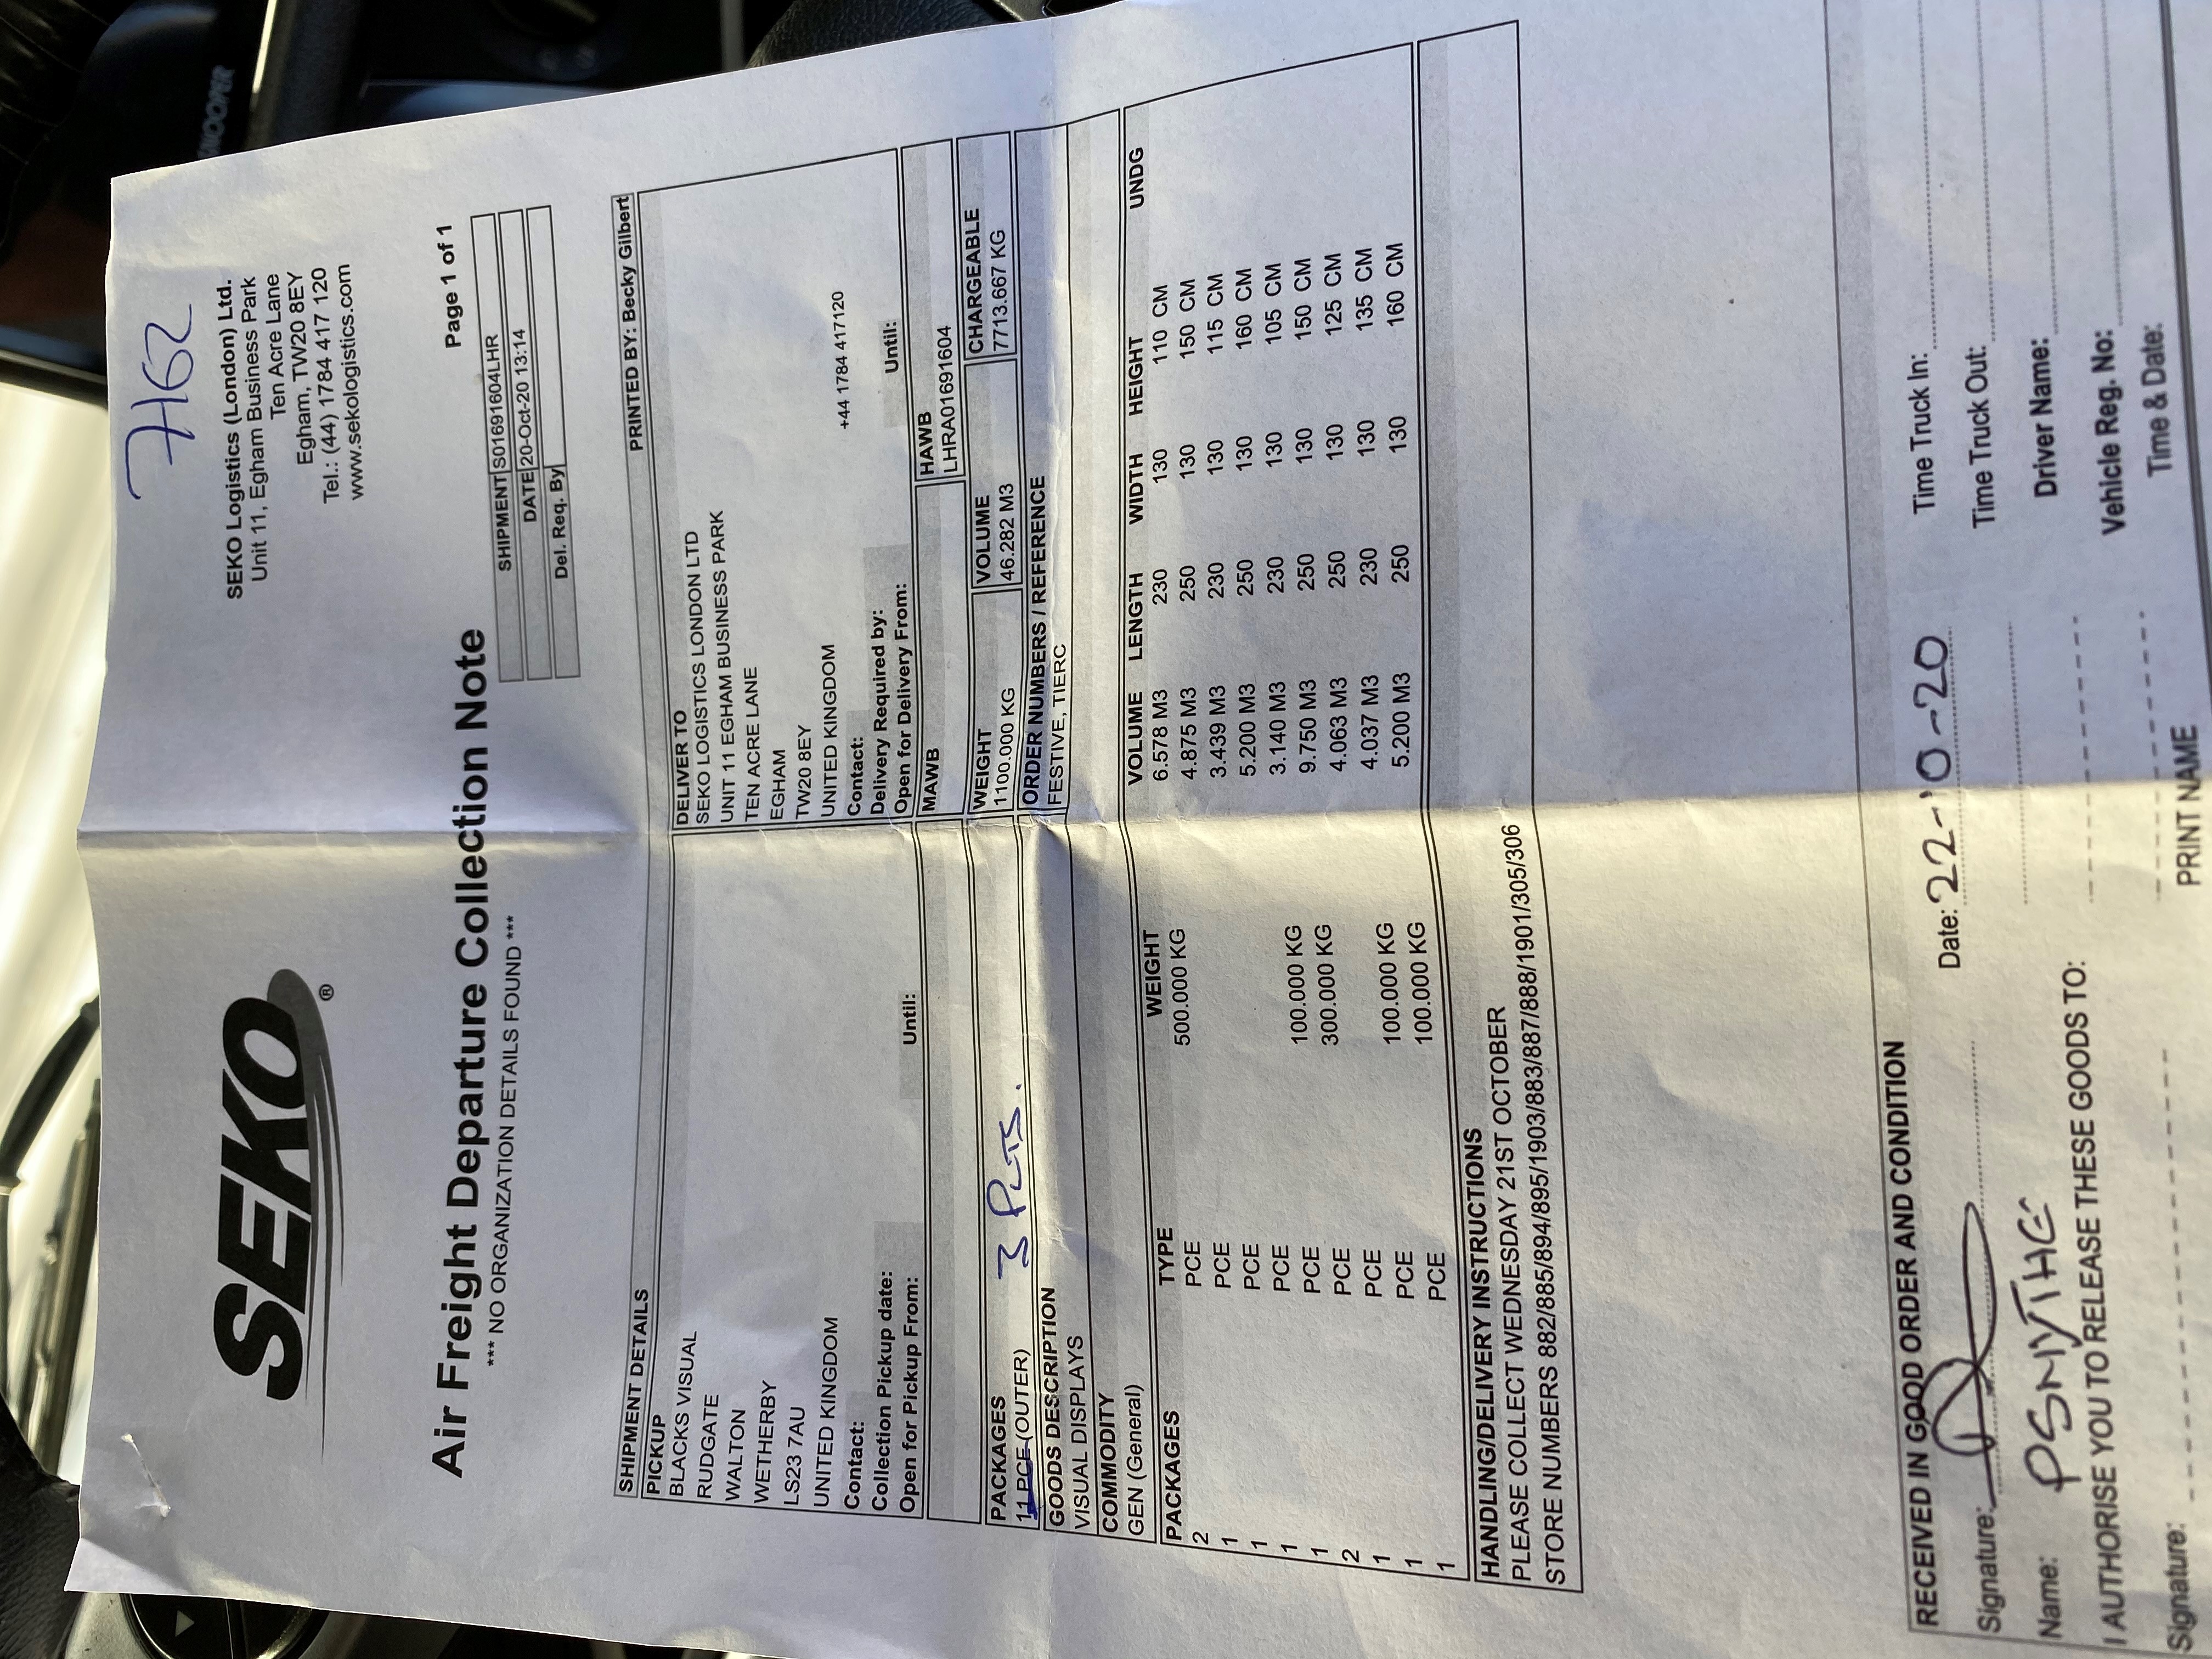 7162
SEKO®
SEKO Logistics (London) Ltd.
Unit 11, Egham Business Park
Ten Acre Lane
Egham, TW20 8EY
Tel.: (44) 1784 417 120
www.sekologistics.com
Air Freight Departure Collection Note
Page 1 of 1
*** NO ORGANIZATION DETAILS FOUND ***
SHIPMENT S01691604LHR
DATE 20-Oct-20 13:14
Del. Req. By
SHIPMENT DETAILS PRINTED BY: Becky Gilbert
PICKUP
BLACKS VISUAL
RUDGATE
WALTON
WETHERBY
LS23 7AU
UNITED KINGDOM
Contact:
Collection Pickup date:
Open for Pickup From: Until:
DELIVER TO
SEKO LOGISTICS LONDON LTD
UNIT 11 EGHAM BUSINESS PARK
TEN ACRE LANE
EGHAM
TW20 8EY
UNITED KINGDOM
Contact: +44 1784 417120
Delivery Required by:
Open for Delivery From: Until:
MAWB HAWB
LHRA01691604
PACKAGES WEIGHT VOLUME CHARGEABLE
11 PCE (OUTER) 3 PLTS. 1100.000 KG 46.282 M3 7713.667 KG
GOODS DESCRIPTION ORDER NUMBERS / REFERENCE
VISUAL DISPLAYS FESTIVE, TIERC
COMMODITY
GEN (General)
PACKAGES TYPE WEIGHT VOLUME LENGTH WIDTH HEIGHT UNDG
2 PCE 500.000 KG 6.578 M3 230 130 110 CM
1 PCE 4.875 M3 250 130 150 CM
1 PCE 3.439 M3 230 130 115 CM
1 PCE 5.200 M3 250 130 160 CM
1 PCE 100.000 KG 3.140 M3 230 130 105 CM
2 PCE 300.000 KG 9.750 M3 250 130 150 CM
1 PCE 4.063 M3 250 130 125 CM
1 PCE 100.000 KG 4.037 M3 230 130 135 CM
1 PCE 100.000 KG 5.200 M3 250 130 160 CM
HANDLING/DELIVERY INSTRUCTIONS
PLEASE COLLECT WEDNESDAY 21ST OCTOBER
STORE NUMBERS 882/885/894/895/1903/883/887/888/1901/305/306
RECEIVED IN GOOD ORDER AND CONDITION
Signature: Date: 22-10-20 Time Truck In:
Time Truck Out:
Name: PSMYTHE Driver Name:
I AUTHORISE YOU TO RELEASE THESE GOODS TO: Vehicle Reg. No:
Signature: Time & Date:
PRINT NAME